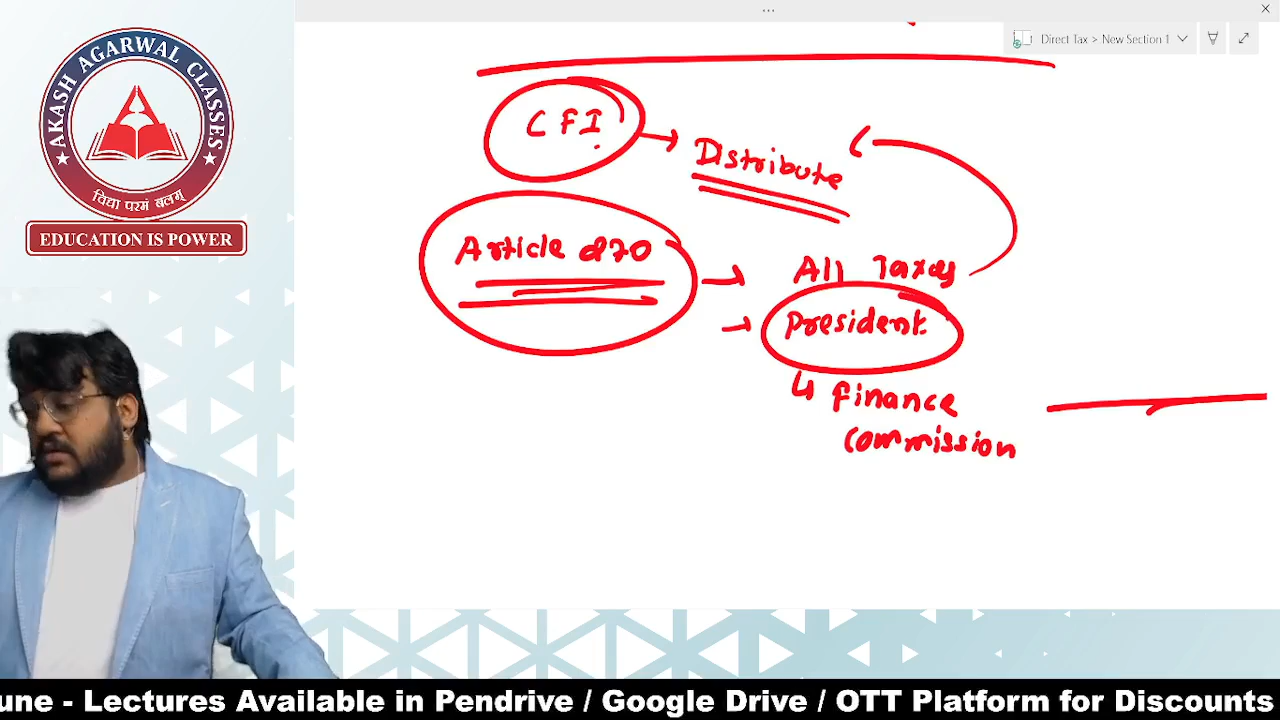 ...
Direct Tax > New Section 1
AKASH AGARWAL CLASSES
विद्या परमं बलम्
EDUCATION IS POWER
CFI → Distribute
Article 270 → All Taxes
→ President
↳ finance
commission
une - Lectures Available in Pendrive / Google Drive / OTT Platform for Discounts